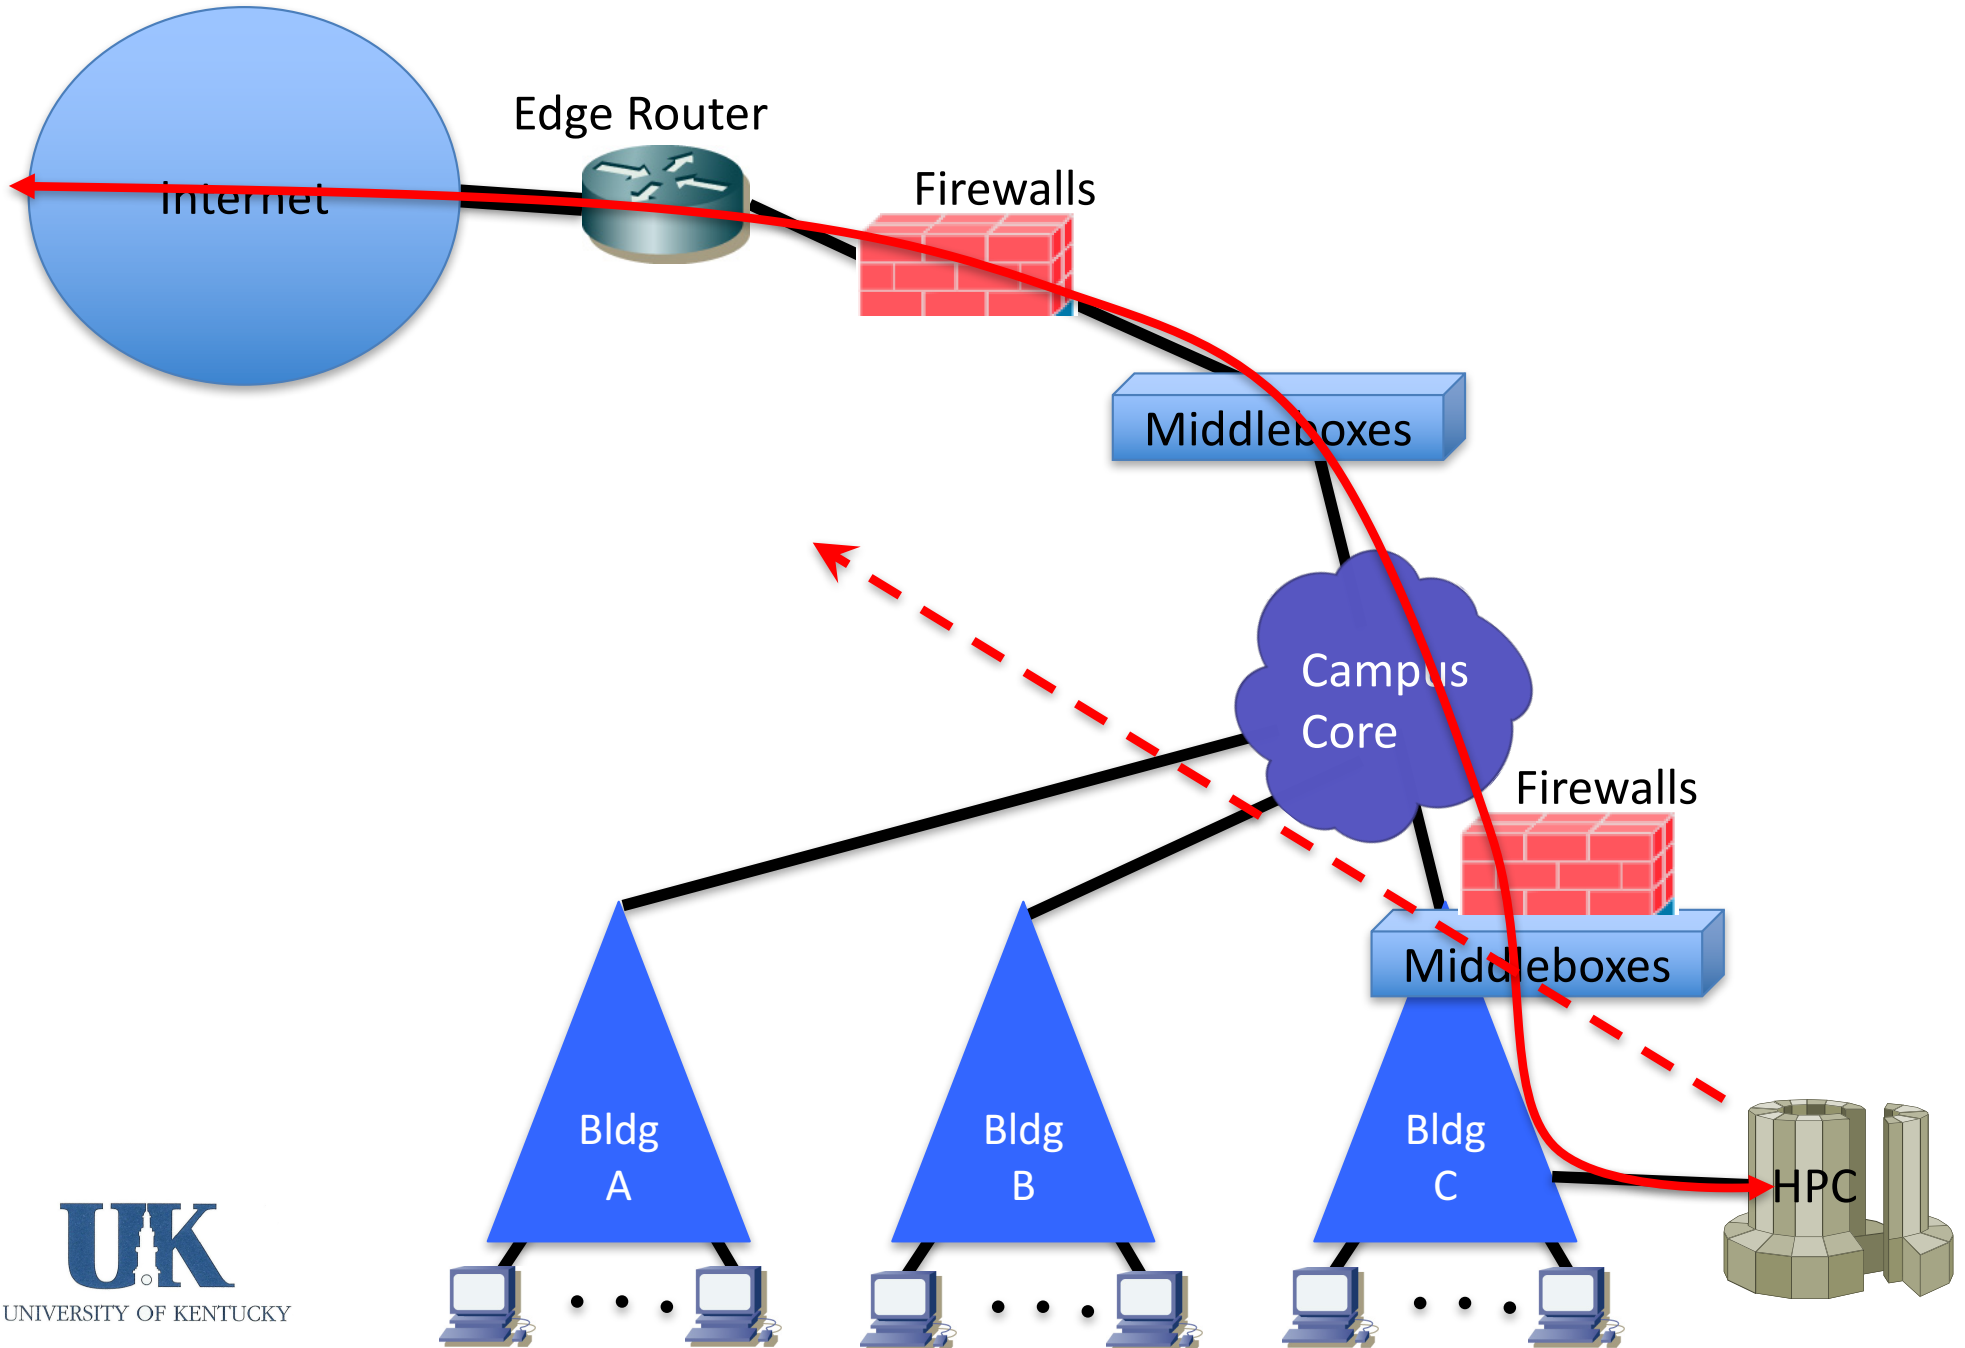 Edge Router
Internet
Firewalls
Middleboxes
Campus
Core
Firewalls
Middleboxes
Bldg
A
Bldg
B
Bldg
C
HPC
UK
UNIVERSITY OF KENTUCKY